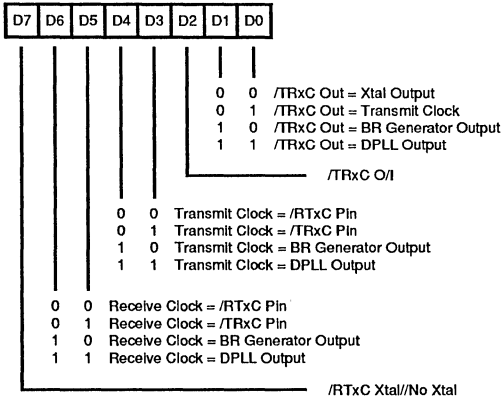 D7 D6 D5 D4 D3 D2 D1 D0
0 0 /TRxC Out = Xtal Output
0 1 /TRxC Out = Transmit Clock
1 0 /TRxC Out = BR Generator Output
1 1 /TRxC Out = DPLL Output
/TRxC O/I
0 0 Transmit Clock = /RTxC Pin
0 1 Transmit Clock = /TRxC Pin
1 0 Transmit Clock = BR Generator Output
1 1 Transmit Clock = DPLL Output
0 0 Receive Clock = /RTxC Pin
0 1 Receive Clock = /TRxC Pin
1 0 Receive Clock = BR Generator Output
1 1 Receive Clock = DPLL Output
/RTxC Xtal//No Xtal